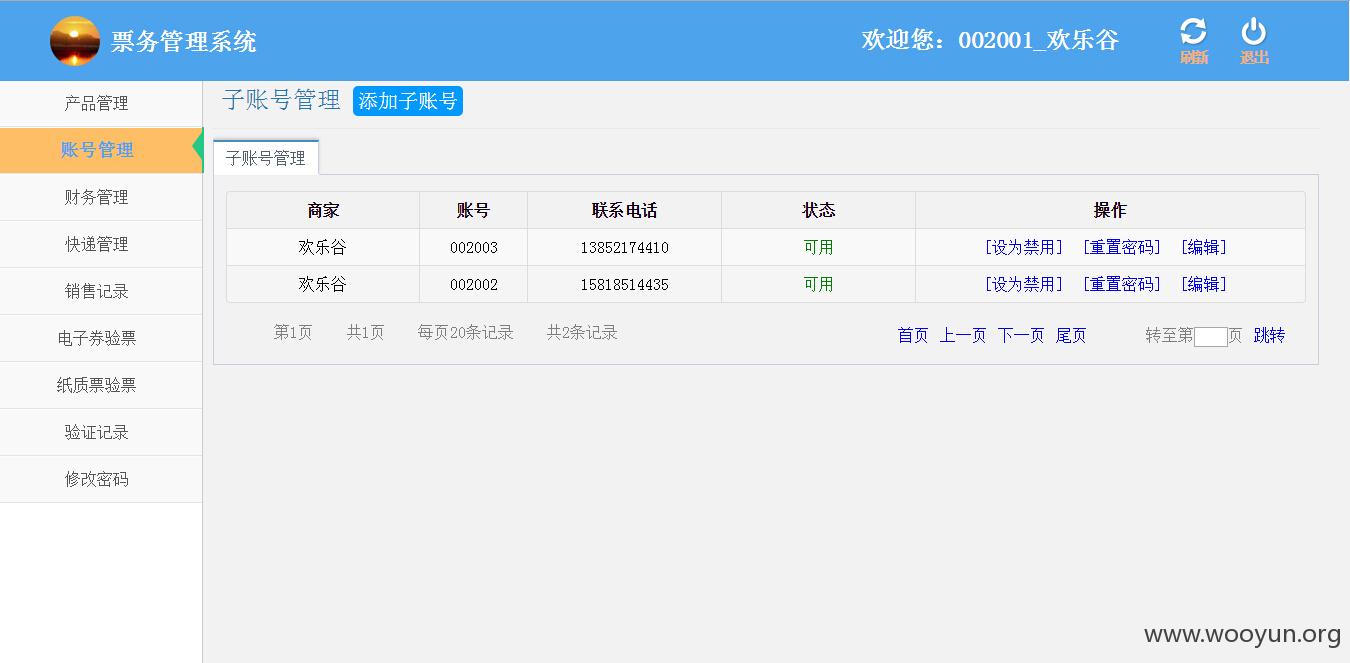 票务管理系统
欢迎您：002001_欢乐谷
刷新
退出
产品管理
账号管理
财务管理
快递管理
销售记录
电子券验票
纸质票验票
验证记录
修改密码
子账号管理 添加子账号
子账号管理
商家 账号 联系电话 状态 操作
欢乐谷 002003 13852174410 可用 [设为禁用] [重置密码] [编辑]
欢乐谷 002002 15818514435 可用 [设为禁用] [重置密码] [编辑]
第1页 共1页 每页20条记录 共2条记录 首页 上一页 下一页 尾页 转至第 页 跳转
www.wooyun.org